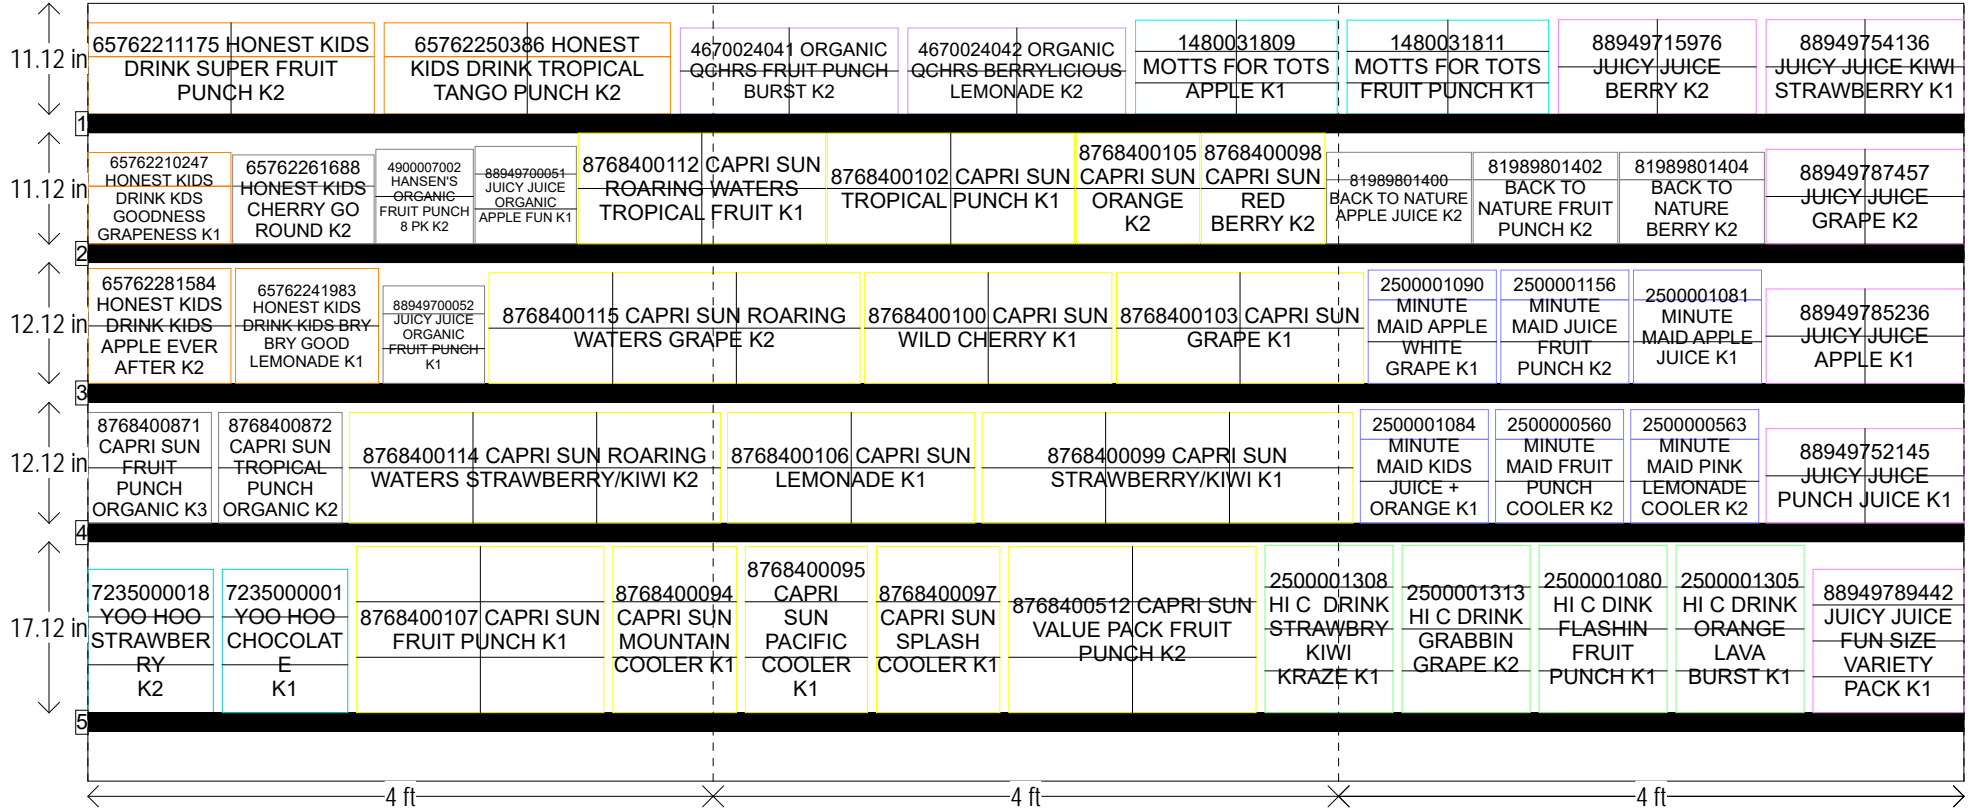 11.12 in
65762211175 HONEST KIDS
DRINK SUPER FRUIT
PUNCH K2
65762250386 HONEST
KIDS DRINK TROPICAL
TANGO PUNCH K2
4670024041 ORGANIC
QCHRS FRUIT PUNCH
BURST K2
4670024042 ORGANIC
QCHRS BERRYLICIOUS
LEMONADE K2
1480031809
MOTTS FOR TOTS
APPLE K1
1480031811
MOTTS FOR TOTS
FRUIT PUNCH K1
88949715976
JUICY JUICE
BERRY K2
88949754136
JUICY JUICE KIWI
STRAWBERRY K1
1
11.12 in
65762210247
HONEST KIDS
DRINK KDS
GOODNESS
GRAPENESS K1
65762261688
HONEST KIDS
CHERRY GO
ROUND K2
4900007002
HANSEN'S
ORGANIC
FRUIT PUNCH
8 PK K2
88949700051
JUICY JUICE
ORGANIC
APPLE FUN K1
8768400112 CAPRI SUN
ROARING WATERS
TROPICAL FRUIT K1
8768400102 CAPRI SUN
TROPICAL PUNCH K1
8768400105
CAPRI SUN
ORANGE
K2
8768400098
CAPRI SUN
RED
BERRY K2
81989801400
BACK TO NATURE
APPLE JUICE K2
81989801402
BACK TO
NATURE FRUIT
PUNCH K2
81989801404
BACK TO
NATURE
BERRY K2
88949787457
JUICY JUICE
GRAPE K2
2
12.12 in
65762281584
HONEST KIDS
DRINK KIDS
APPLE EVER
AFTER K2
65762241983
HONEST KIDS
DRINK KIDS BRY
BRY GOOD
LEMONADE K1
88949700052
JUICY JUICE
ORGANIC
FRUIT PUNCH
K1
8768400115 CAPRI SUN ROARING
WATERS GRAPE K2
8768400100 CAPRI SUN
WILD CHERRY K1
8768400103 CAPRI SUN
GRAPE K1
2500001090
MINUTE
MAID APPLE
WHITE
GRAPE K1
2500001156
MINUTE
MAID JUICE
FRUIT
PUNCH K2
2500001081
MINUTE
MAID APPLE
JUICE K1
88949785236
JUICY JUICE
APPLE K1
3
12.12 in
8768400871
CAPRI SUN
FRUIT
PUNCH
ORGANIC K3
8768400872
CAPRI SUN
TROPICAL
PUNCH
ORGANIC K2
8768400114 CAPRI SUN ROARING
WATERS STRAWBERRY/KIWI K2
8768400106 CAPRI SUN
LEMONADE K1
8768400099 CAPRI SUN
STRAWBERRY/KIWI K1
2500001084
MINUTE
MAID KIDS
JUICE +
ORANGE K1
2500000560
MINUTE
MAID FRUIT
PUNCH
COOLER K2
2500000563
MINUTE
MAID PINK
LEMONADE
COOLER K2
88949752145
JUICY JUICE
PUNCH JUICE K1
4
17.12 in
7235000018
YOO HOO
STRAWBER
RY
K2
7235000001
YOO HOO
CHOCOLAT
E
K1
8768400107 CAPRI SUN
FRUIT PUNCH K1
8768400094
CAPRI SUN
MOUNTAIN
COOLER K1
8768400095
CAPRI
SUN
PACIFIC
COOLER
K1
8768400097
CAPRI SUN
SPLASH
COOLER K1
8768400512 CAPRI SUN
VALUE PACK FRUIT
PUNCH K2
2500001308
HI C DRINK
STRAWBRY
KIWI
KRAZE K1
2500001313
HI C DRINK
GRABBIN
GRAPE K2
2500001080
HI C DINK
FLASHIN
FRUIT
PUNCH K1
2500001305
HI C DRINK
ORANGE
LAVA
BURST K1
88949789442
JUICY JUICE
FUN SIZE
VARIETY
PACK K1
5
4 ft
4 ft
4 ft